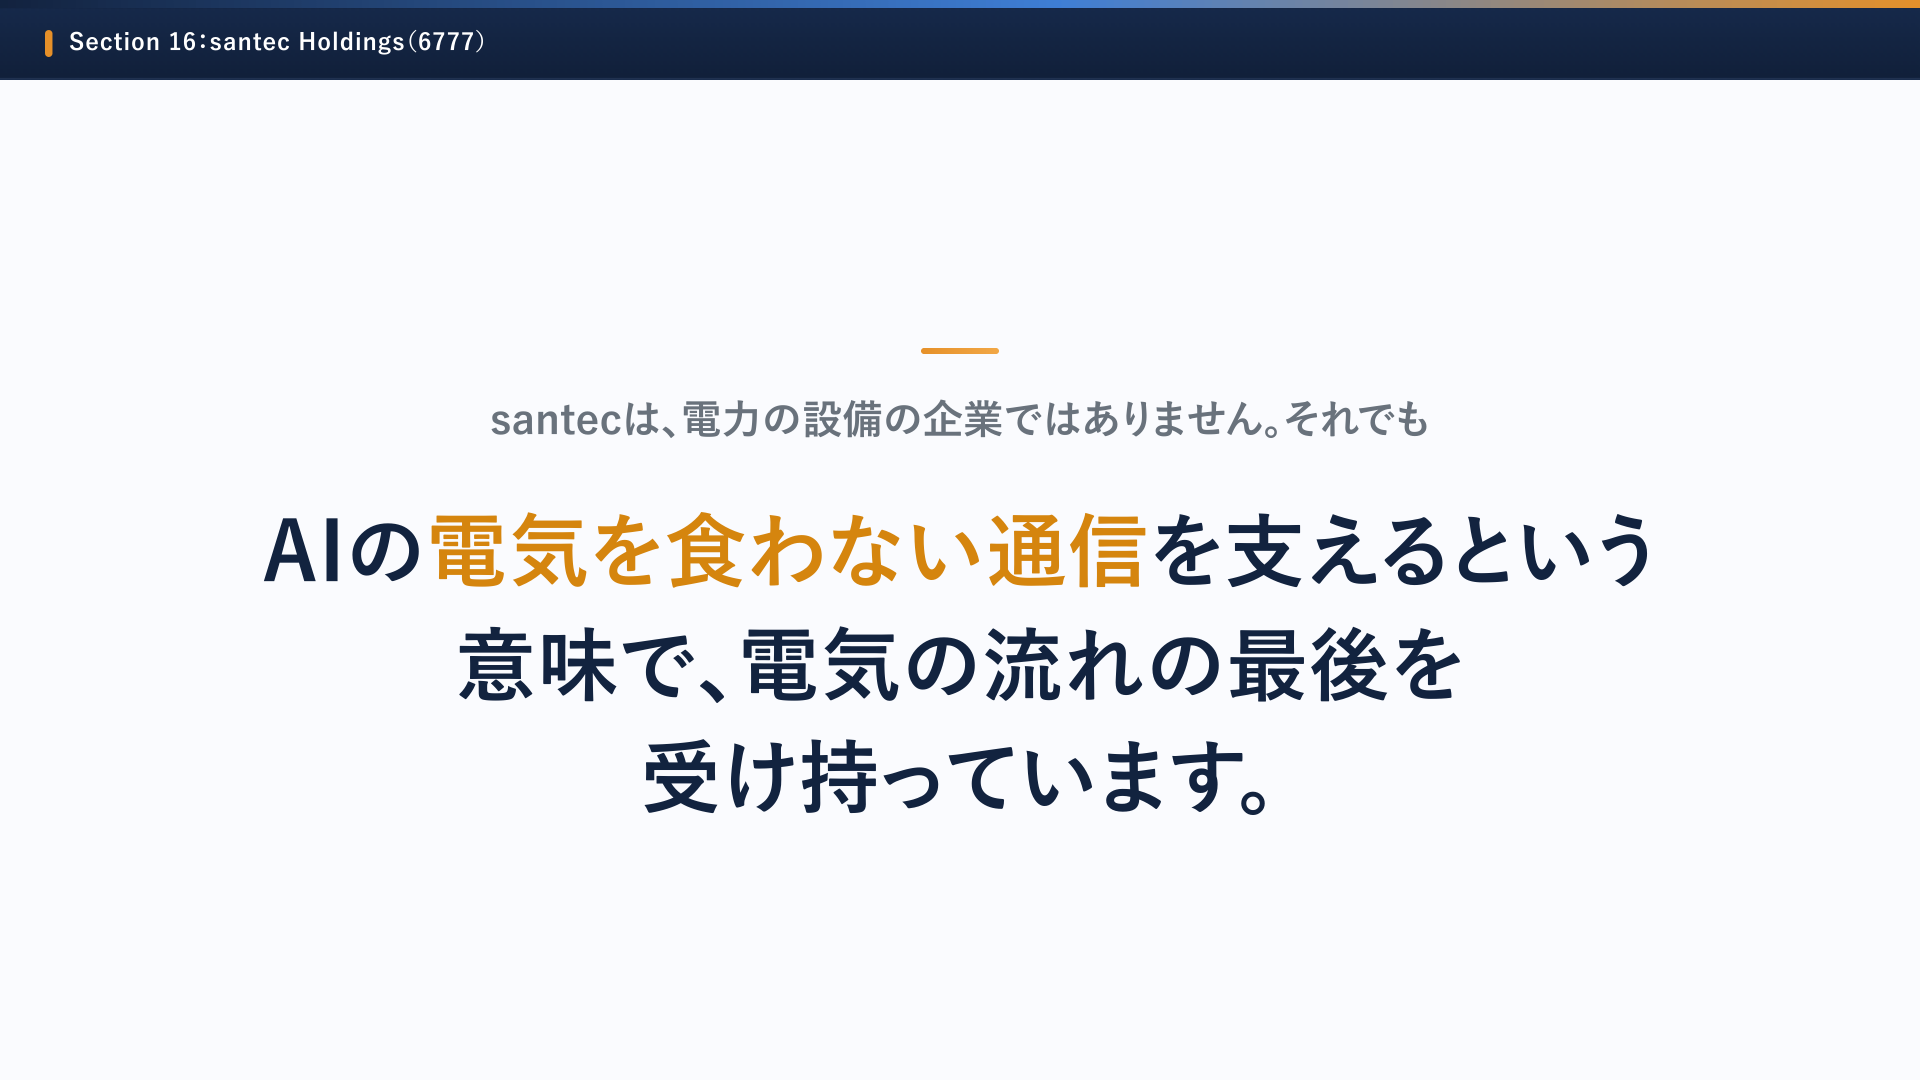 Section 16：santec Holdings（6777）
santecは、電力の設備の企業ではありません。それでも
AIの電気を食わない通信を支えるという
意味で、電気の流れの最後を
受け持っています。